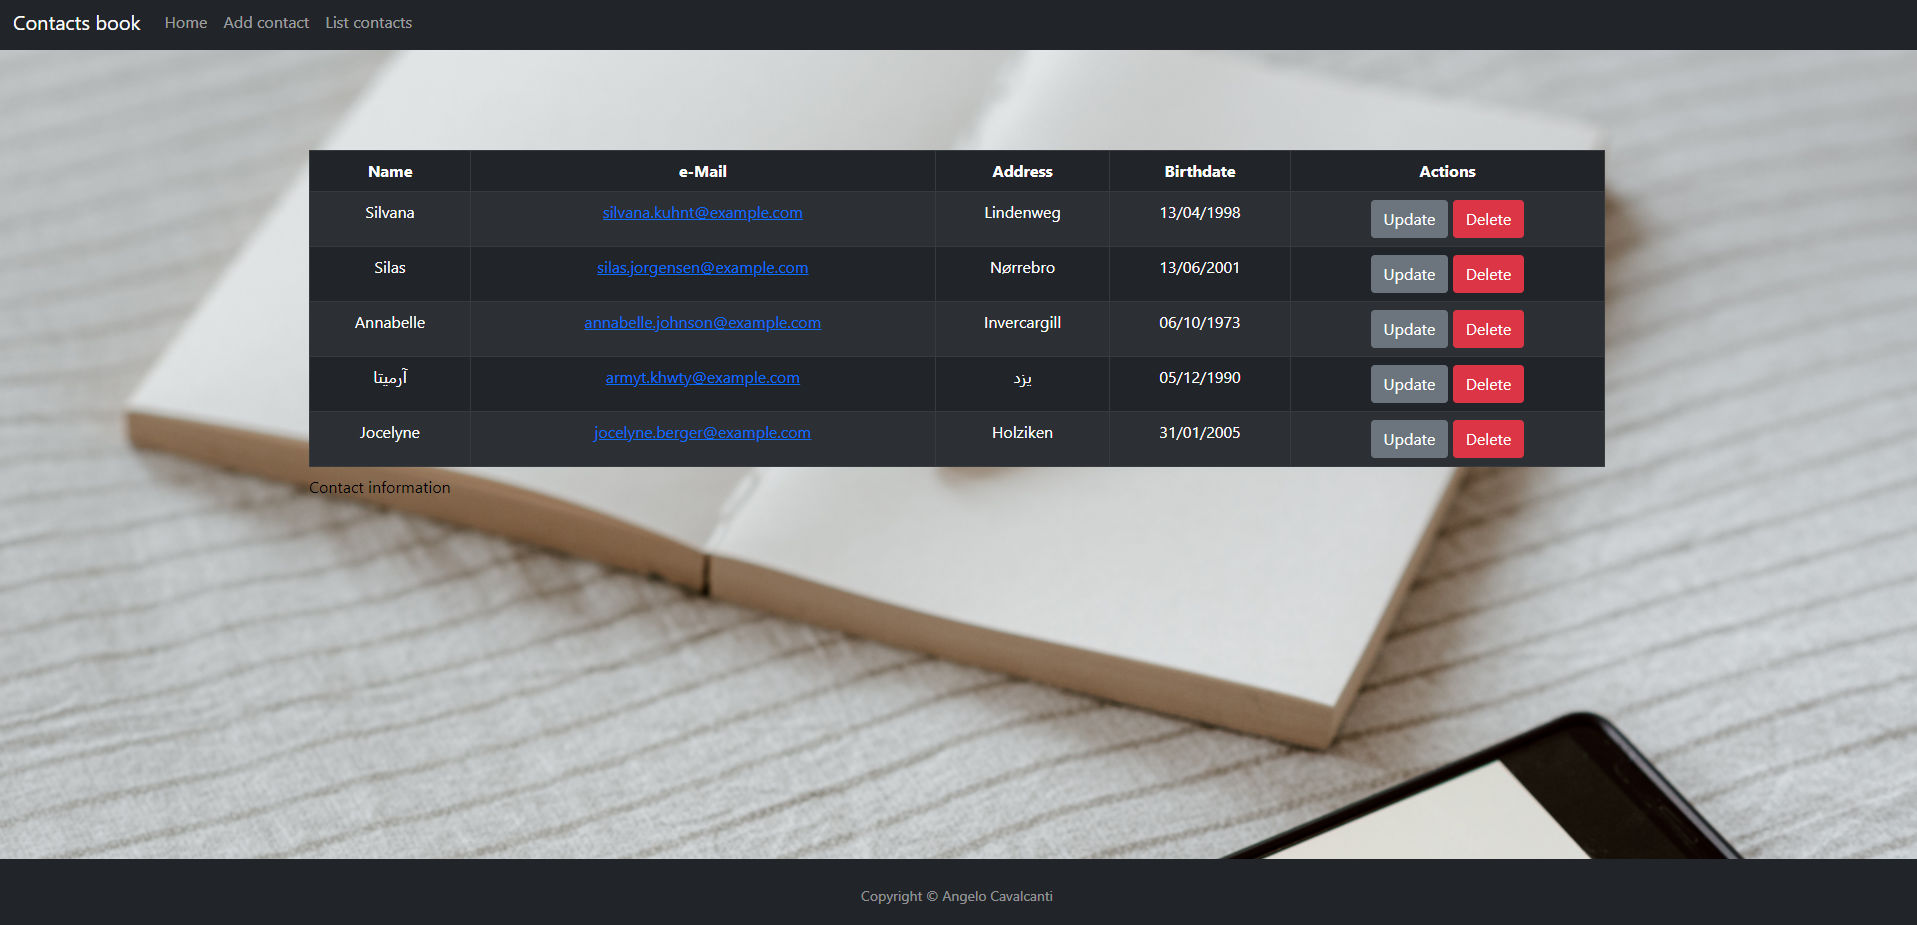 Contacts book Home Add contact List contacts
Name e-Mail Address Birthdate Actions
Silvana silvana.kuhnt@example.com Lindenweg 13/04/1998 Update Delete
Silas silas.jorgensen@example.com Nørrebro 13/06/2001 Update Delete
Annabelle annabelle.johnson@example.com Invercargill 06/10/1973 Update Delete
آرمیتا armyt.khwty@example.com یزد 05/12/1990 Update Delete
Jocelyne jocelyne.berger@example.com Holziken 31/01/2005 Update Delete
Contact information
Copyright © Angelo Cavalcanti